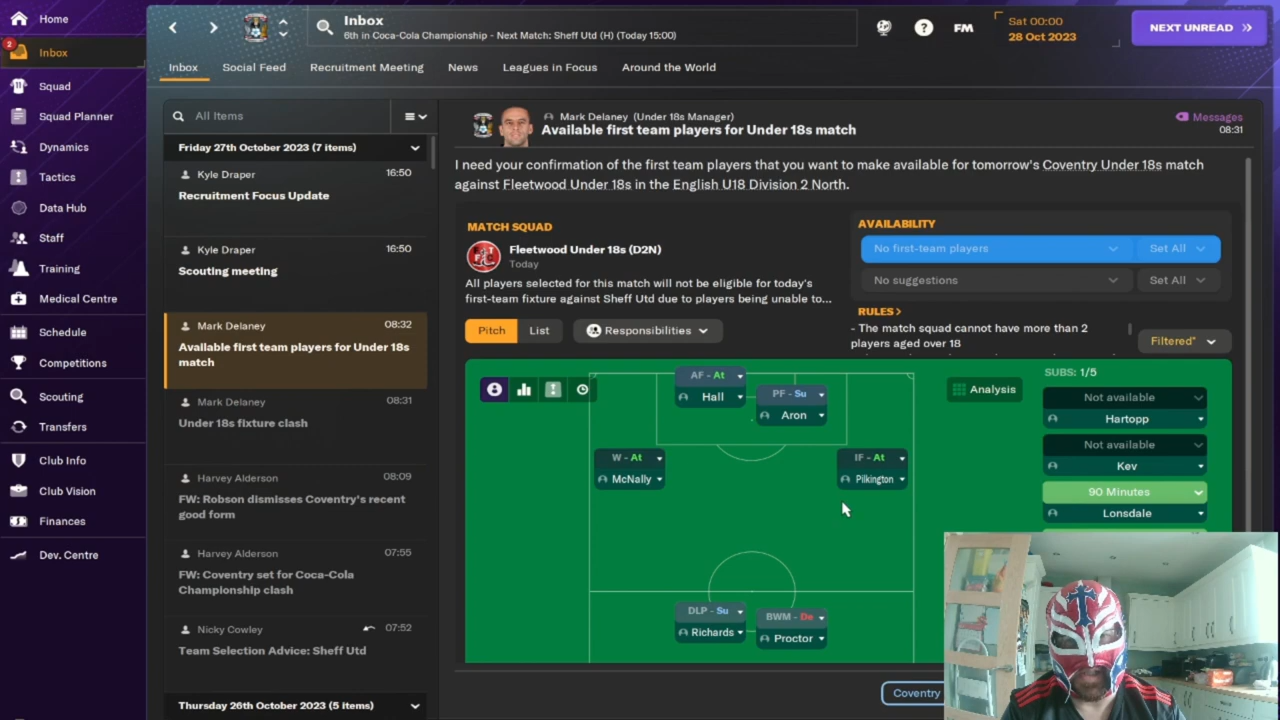 Home
2
Inbox
Squad
Squad Planner
Dynamics
Tactics
Data Hub
Staff
Training
Medical Centre
Schedule
Competitions
Scouting
Transfers
Club Info
Club Vision
Finances
Dev. Centre
Inbox
6th in Coca-Cola Championship - Next Match: Sheff Utd (H) (Today 15:00)
?
FM
Sat 00:00
28 Oct 2023
NEXT UNREAD
Inbox Social Feed Recruitment Meeting News Leagues in Focus Around the World
All Items
Friday 27th October 2023 (7 items)
Kyle Draper 16:50
Recruitment Focus Update
Kyle Draper 16:50
Scouting meeting
Mark Delaney 08:32
Available first team players for Under 18s
match
Mark Delaney 08:31
Under 18s fixture clash
Harvey Alderson 08:09
FW: Robson dismisses Coventry's recent
good form
Harvey Alderson 07:55
FW: Coventry set for Coca-Cola
Championship clash
Nicky Cowley 07:52
Team Selection Advice: Sheff Utd
Thursday 26th October 2023 (5 items)
Mark Delaney (Under 18s Manager)
Available first team players for Under 18s match
Messages
08:31
I need your confirmation of the first team players that you want to make available for tomorrow's Coventry Under 18s match
against Fleetwood Under 18s in the English U18 Division 2 North.
MATCH SQUAD
Fleetwood Under 18s (D2N)
Today
All players selected for this match will not be eligible for today's
first-team fixture against Sheff Utd due to players being unable to...
AVAILABILITY
No first-team players Set All
No suggestions Set All
RULES >
- The match squad cannot have more than 2
players aged over 18
Filtered*
Pitch List Responsibilities
Analysis
AF - At
Hall
PF - Su
Aron
W - At
McNally
IF - At
Pilkington
DLP - Su
Richards
BWM - De
Proctor
SUBS: 1/5
Not available
Hartopp
Not available
Kev
90 Minutes
Lonsdale
Coventry